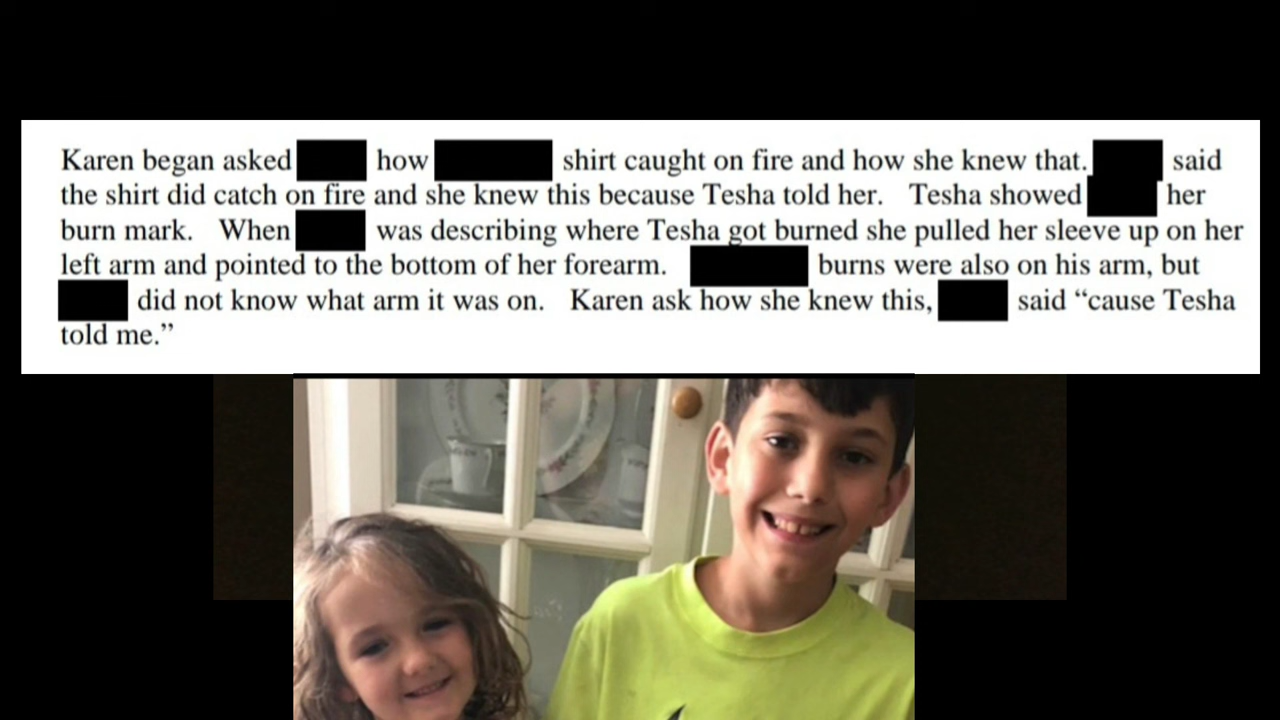 Karen began asked how shirt caught on fire and how she knew that. said
the shirt did catch on fire and she knew this because Tesha told her. Tesha showed her
burn mark. When was describing where Tesha got burned she pulled her sleeve up on her
left arm and pointed to the bottom of her forearm. burns were also on his arm, but
did not know what arm it was on. Karen ask how she knew this, said “cause Tesha
told me.”